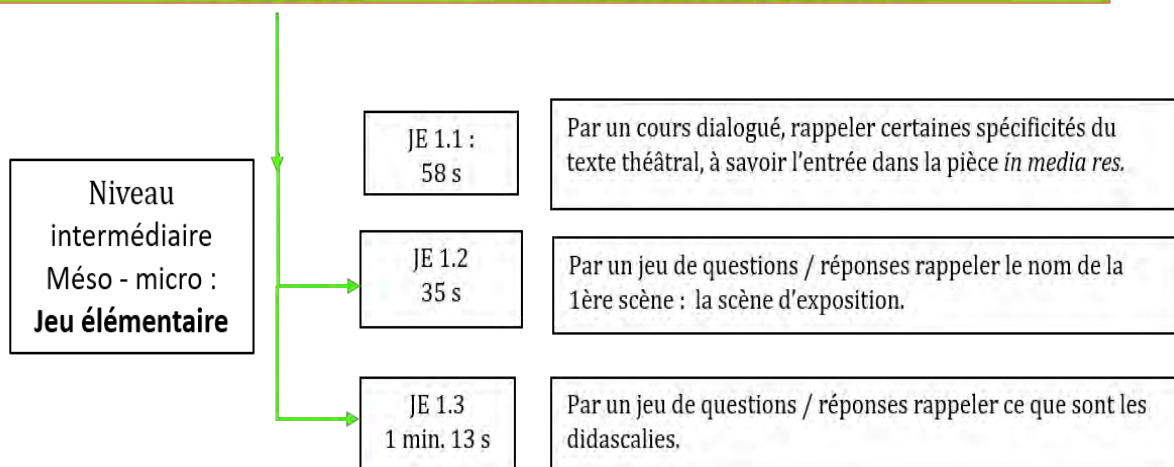 Niveau
intermédiaire
Méso - micro :
Jeu élémentaire
JE 1.1 :
58 s
Par un cours dialogué, rappeler certaines spécificités du
texte théâtral, à savoir l’entrée dans la pièce in media res.
JE 1.2
35 s
Par un jeu de questions / réponses rappeler le nom de la
1ère scène : la scène d’exposition.
JE 1.3
1 min. 13 s
Par un jeu de questions / réponses rappeler ce que sont les
didascalies.